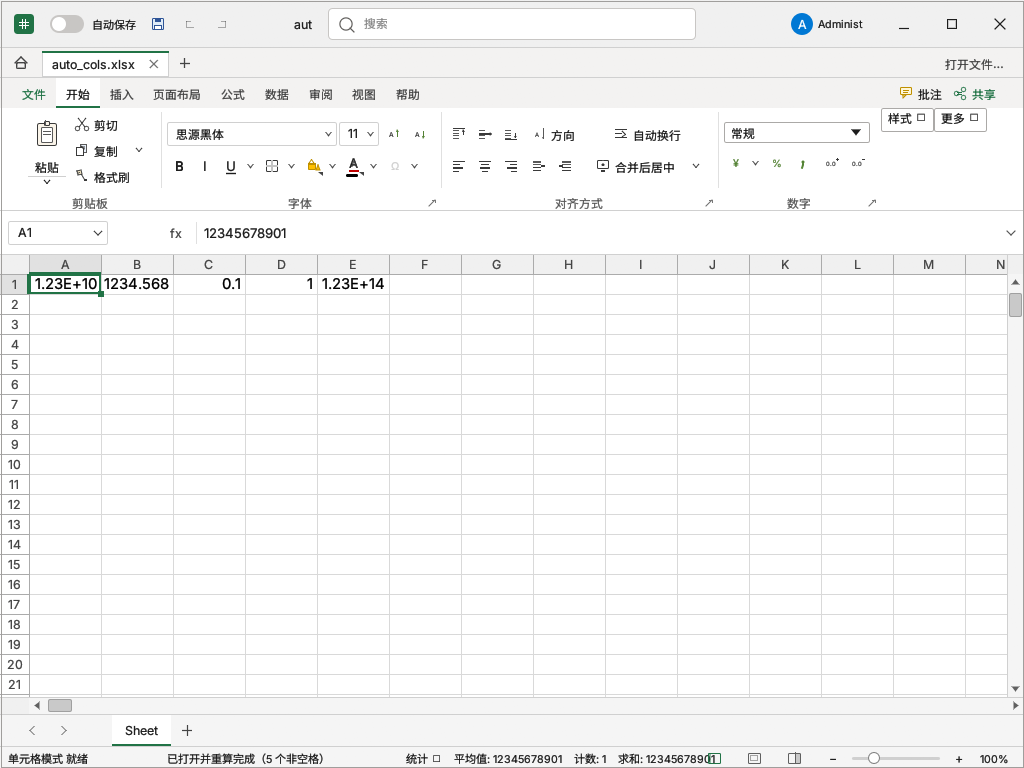 自动保存 aut 搜索 A Administ
auto_cols.xlsx 打开文件...
文件 开始 插入 页面布局 公式 数据 审阅 视图 帮助 批注 共享
粘贴 剪切 复制 格式刷 剪贴板
思源黑体 11 A↑ A↓
B I U A Ω 字体
方向 自动换行
合并后居中 对齐方式
常规
¥ % , 0.0+ 0.0- 数字
样式 更多
A1 fx 12345678901
A B C D E F G H I J K L M N
1 1.23E+10 1234.568 0.1 1 1.23E+14
2
3
4
5
6
7
8
9
10
11
12
13
14
15
16
17
18
19
20
21
Sheet
单元格模式 就绪 已打开并重算完成（5 个非空格） 统计 平均值: 12345678901 计数: 1 求和: 12345678901 − + 100%